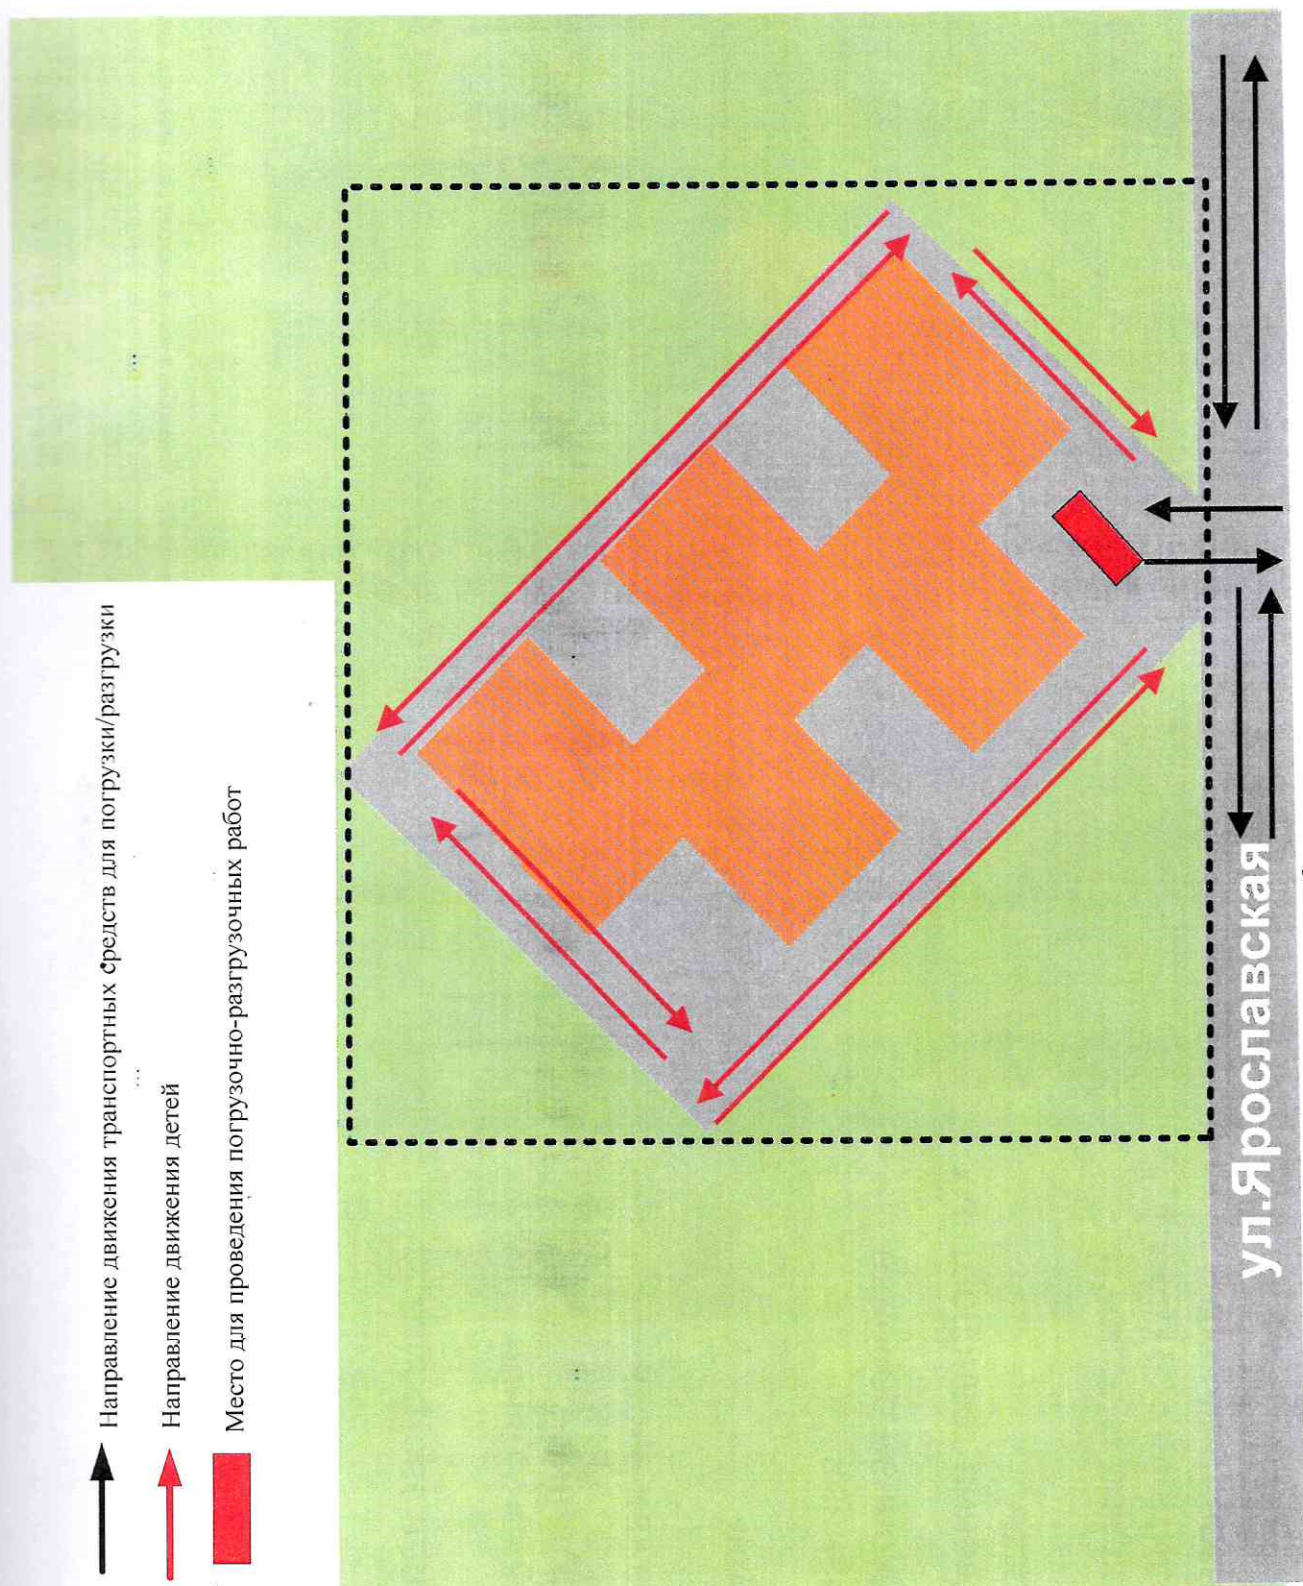 Направление движения транспортных средств для погрузки/разгрузки
Направление движения детей
Место для проведения погрузочно-разгрузочных работ
ул.Ярославская